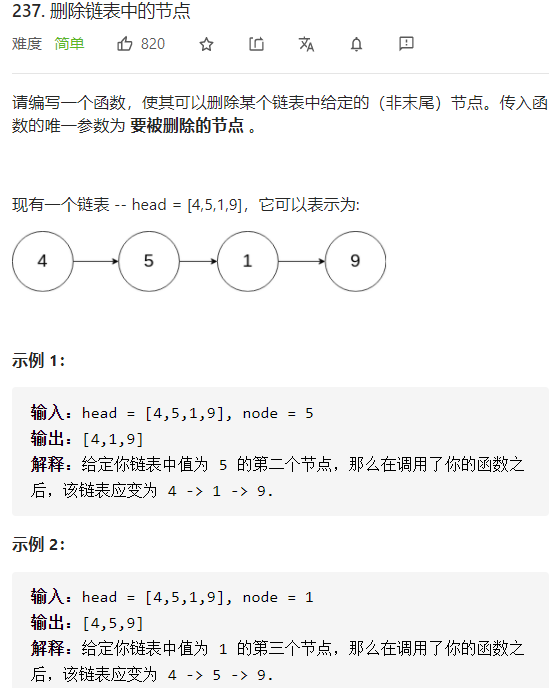 237. 删除链表中的节点
难度 简单 820
请编写一个函数，使其可以删除某个链表中给定的（非末尾）节点。传入函
数的唯一参数为 要被删除的节点 。
现有一个链表 -- head = [4,5,1,9]，它可以表示为:
4 5 1 9
示例 1：
输入：head = [4,5,1,9], node = 5
输出：[4,1,9]
解释：给定你链表中值为 5 的第二个节点，那么在调用了你的函数之
后，该链表应变为 4 -> 1 -> 9.
示例 2：
输入：head = [4,5,1,9], node = 1
输出：[4,5,9]
解释：给定你链表中值为 1 的第三个节点，那么在调用了你的函数之
后，该链表应变为 4 -> 5 -> 9.